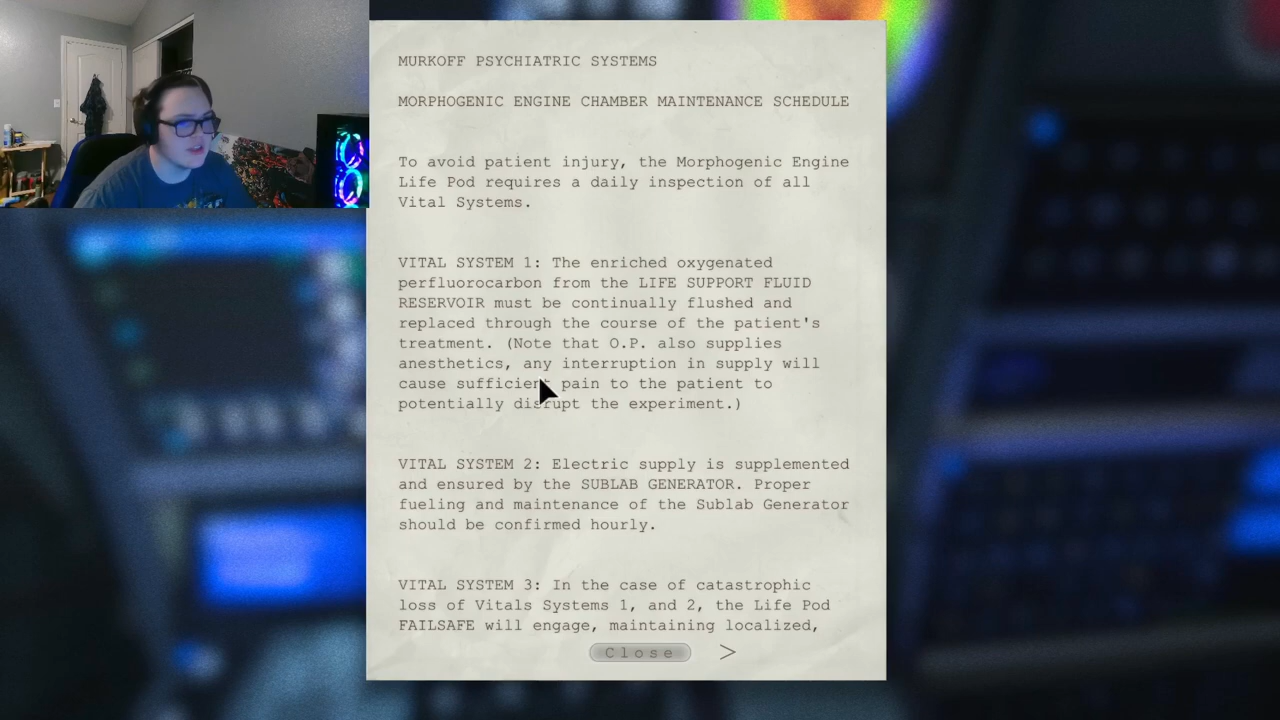 MURKOFF PSYCHIATRIC SYSTEMS
MORPHOGENIC ENGINE CHAMBER MAINTENANCE SCHEDULE
To avoid patient injury, the Morphogenic Engine
Life Pod requires a daily inspection of all
Vital Systems.
VITAL SYSTEM 1: The enriched oxygenated
perfluorocarbon from the LIFE SUPPORT FLUID
RESERVOIR must be continually flushed and
replaced through the course of the patient's
treatment. (Note that O.P. also supplies
anesthetics, any interruption in supply will
cause sufficient pain to the patient to
potentially disrupt the experiment.)
VITAL SYSTEM 2: Electric supply is supplemented
and ensured by the SUBLAB GENERATOR. Proper
fueling and maintenance of the Sublab Generator
should be confirmed hourly.
VITAL SYSTEM 3: In the case of catastrophic
loss of Vitals Systems 1, and 2, the Life Pod
FAILSAFE will engage, maintaining localized,
Close >